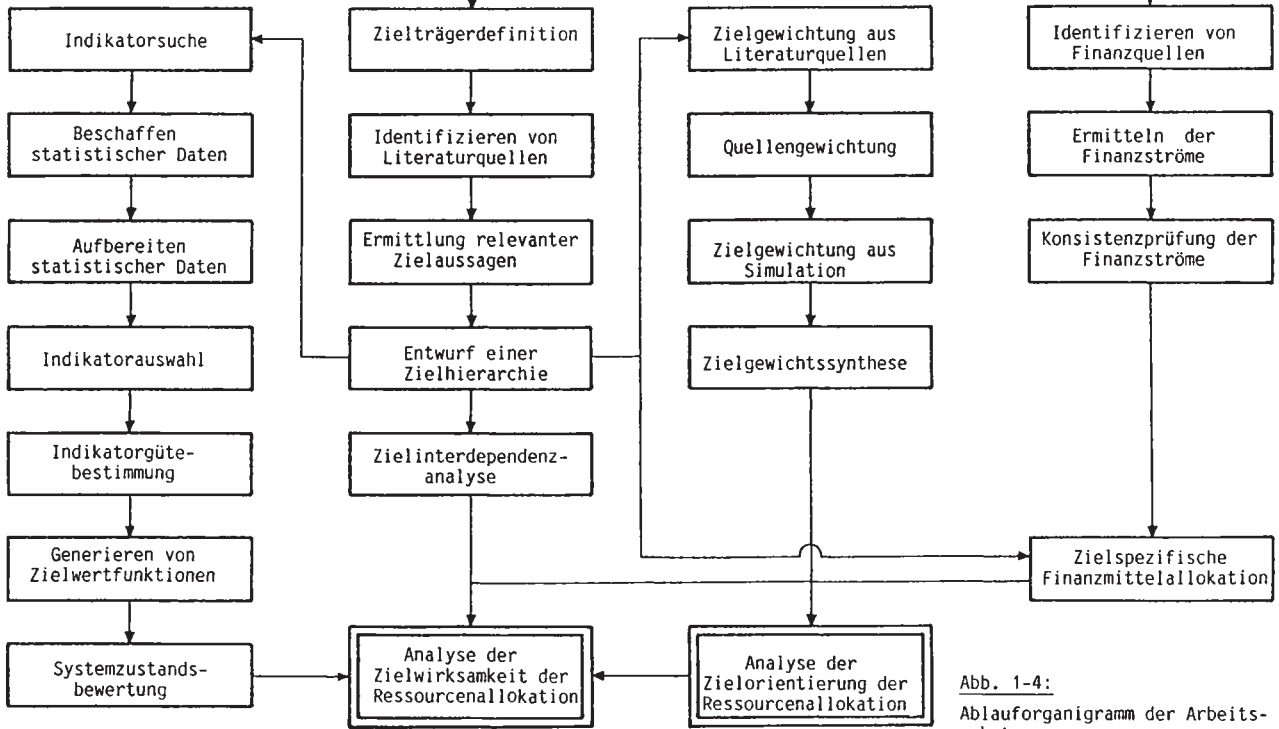 Indikatorsuche
Beschaffen
statistischer Daten
Aufbereiten
statistischer Daten
Indikatorauswahl
Indikatorgüte-
bestimmung
Generieren von
Zielwertfunktionen
Systemzustands-
bewertung
Zielträgerdefinition
Identifizieren von
Literaturquellen
Ermittlung relevanter
Zielaussagen
Entwurf einer
Zielhierarchie
Zielinterdependenz-
analyse
Analyse der
Zielwirksamkeit der
Ressourcenallokation
Zielgewichtung aus
Literaturquellen
Quellengewichtung
Zielgewichtung aus
Simulation
Zielgewichtssynthese
Analyse der
Zielorientierung der
Ressourcenallokation
Identifizieren von
Finanzquellen
Ermitteln der
Finanzströme
Konsistenzprüfung der
Finanzströme
Zielspezifische
Finanzmittelallokation
Abb. 1-4:
Ablauforganigramm der Arbeits-